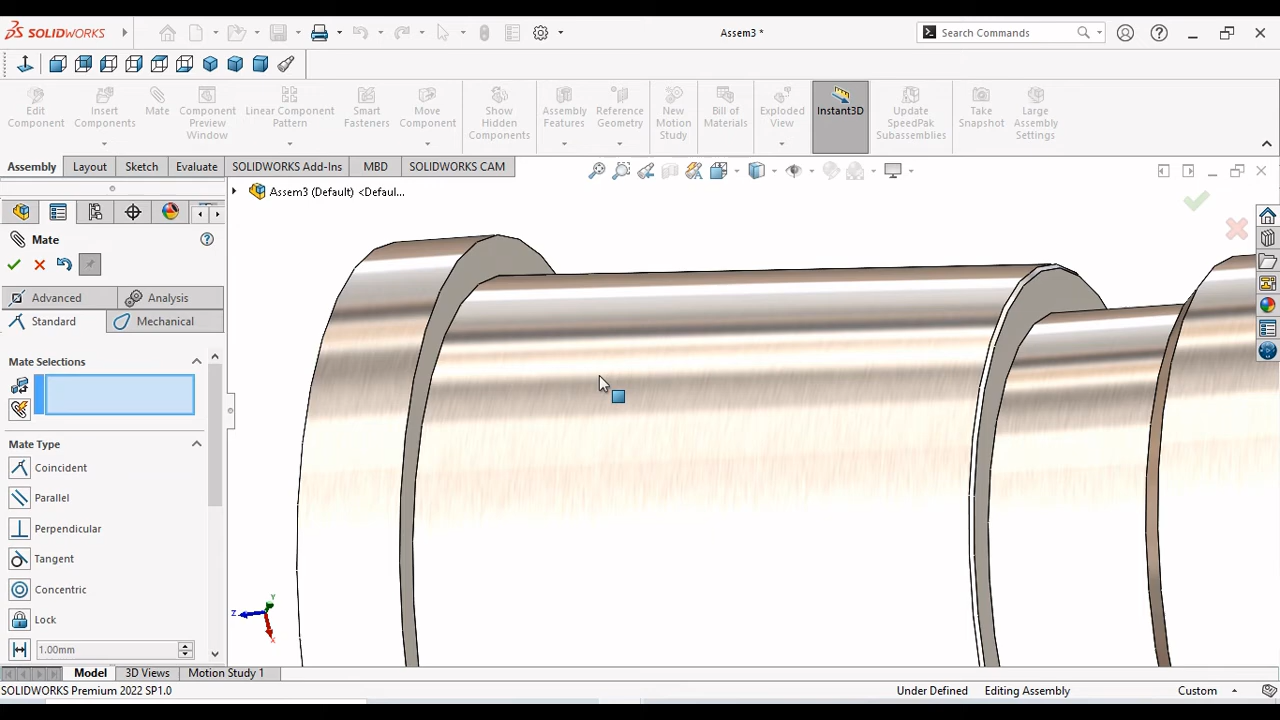 SOLIDWORKS
Assem3 *
Search Commands
Edit Component
Insert Components
Mate
Component Preview Window
Linear Component Pattern
Smart Fasteners
Move Component
Show Hidden Components
Assembly Features
Reference Geometry
New Motion Study
Bill of Materials
Exploded View
Instant3D
Update SpeedPak Subassemblies
Take Snapshot
Large Assembly Settings
Assembly
Layout
Sketch
Evaluate
SOLIDWORKS Add-Ins
MBD
SOLIDWORKS CAM
Assem3 (Default) <Defaul...
Mate
Advanced
Analysis
Standard
Mechanical
Mate Selections
Mate Type
Coincident
Parallel
Perpendicular
Tangent
Concentric
Lock
1.00mm
Z
Y
X
Model
3D Views
Motion Study 1
SOLIDWORKS Premium 2022 SP1.0
Under Defined
Editing Assembly
Custom